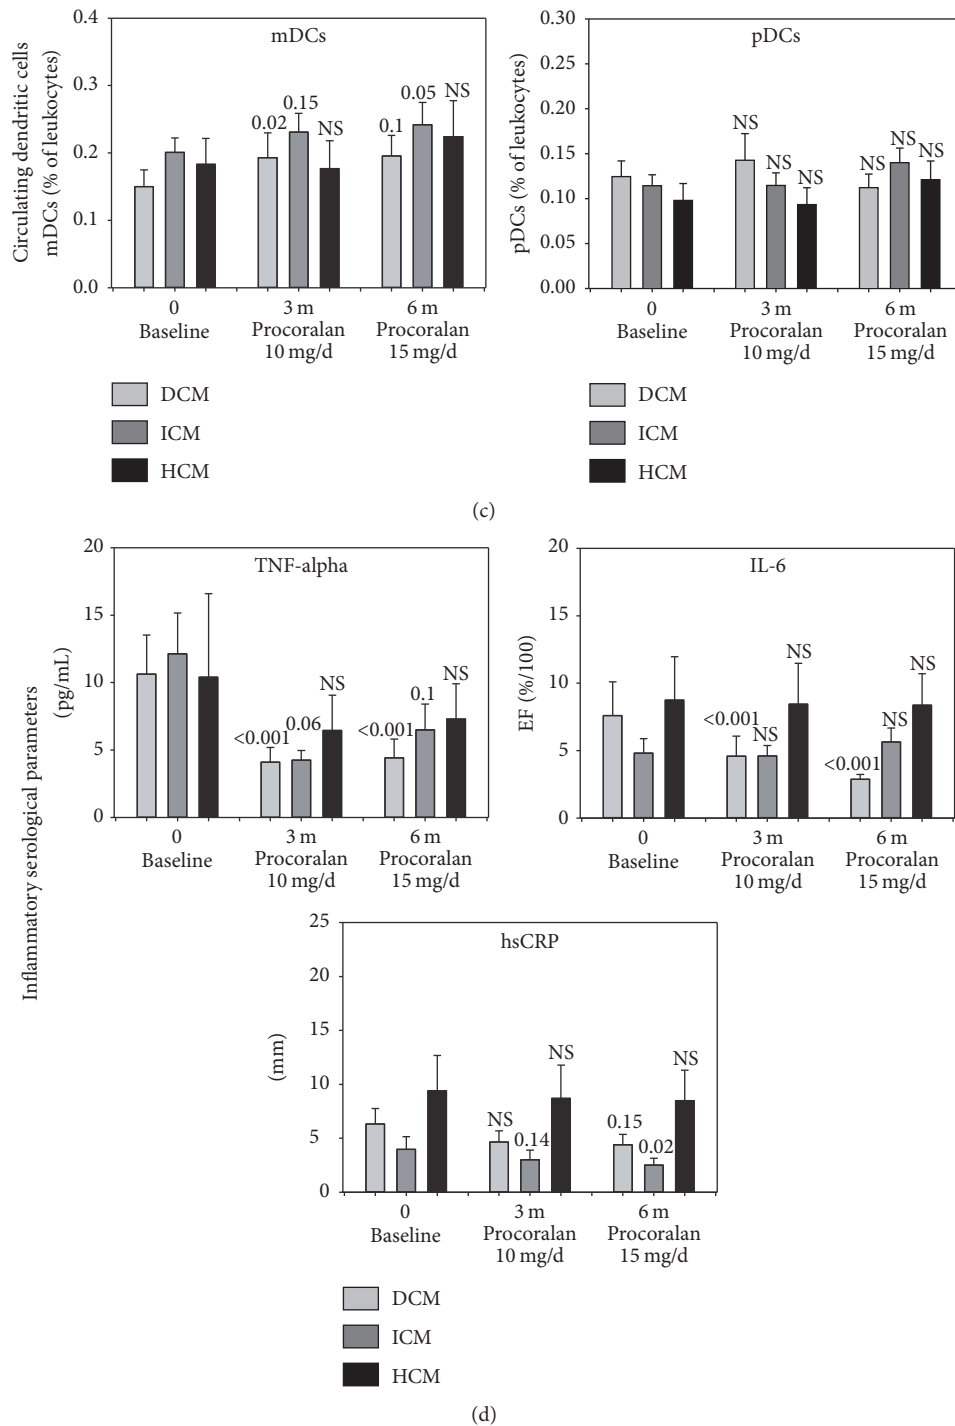 mDCs
Circulating dendritic cells
mDCs (% of leukocytes)
0.4
0.3
0.2
0.1
0.0
0.02
0.15
NS
0.1
0.05
NS
0
Baseline
3 m
Procoralan
10 mg/d
6 m
Procoralan
15 mg/d
DCM
ICM
HCM
pDCs
pDCs (% of leukocytes)
0.30
0.25
0.20
0.15
0.10
0.05
0.00
NS
NS
NS
NS
NS
NS
0
Baseline
3 m
Procoralan
10 mg/d
6 m
Procoralan
15 mg/d
DCM
ICM
HCM
(c)
Inflammatory serological parameters
TNF-alpha
(pg/mL)
20
15
10
5
0
<0.001
0.06
NS
<0.001
0.1
NS
0
Baseline
3 m
Procoralan
10 mg/d
6 m
Procoralan
15 mg/d
IL-6
EF (%/100)
20
15
10
5
0
<0.001
NS
NS
<0.001
NS
NS
0
Baseline
3 m
Procoralan
10 mg/d
6 m
Procoralan
15 mg/d
hsCRP
(mm)
25
20
15
10
5
0
NS
0.14
NS
0.15
0.02
NS
0
Baseline
3 m
Procoralan
10 mg/d
6 m
Procoralan
15 mg/d
DCM
ICM
HCM
(d)